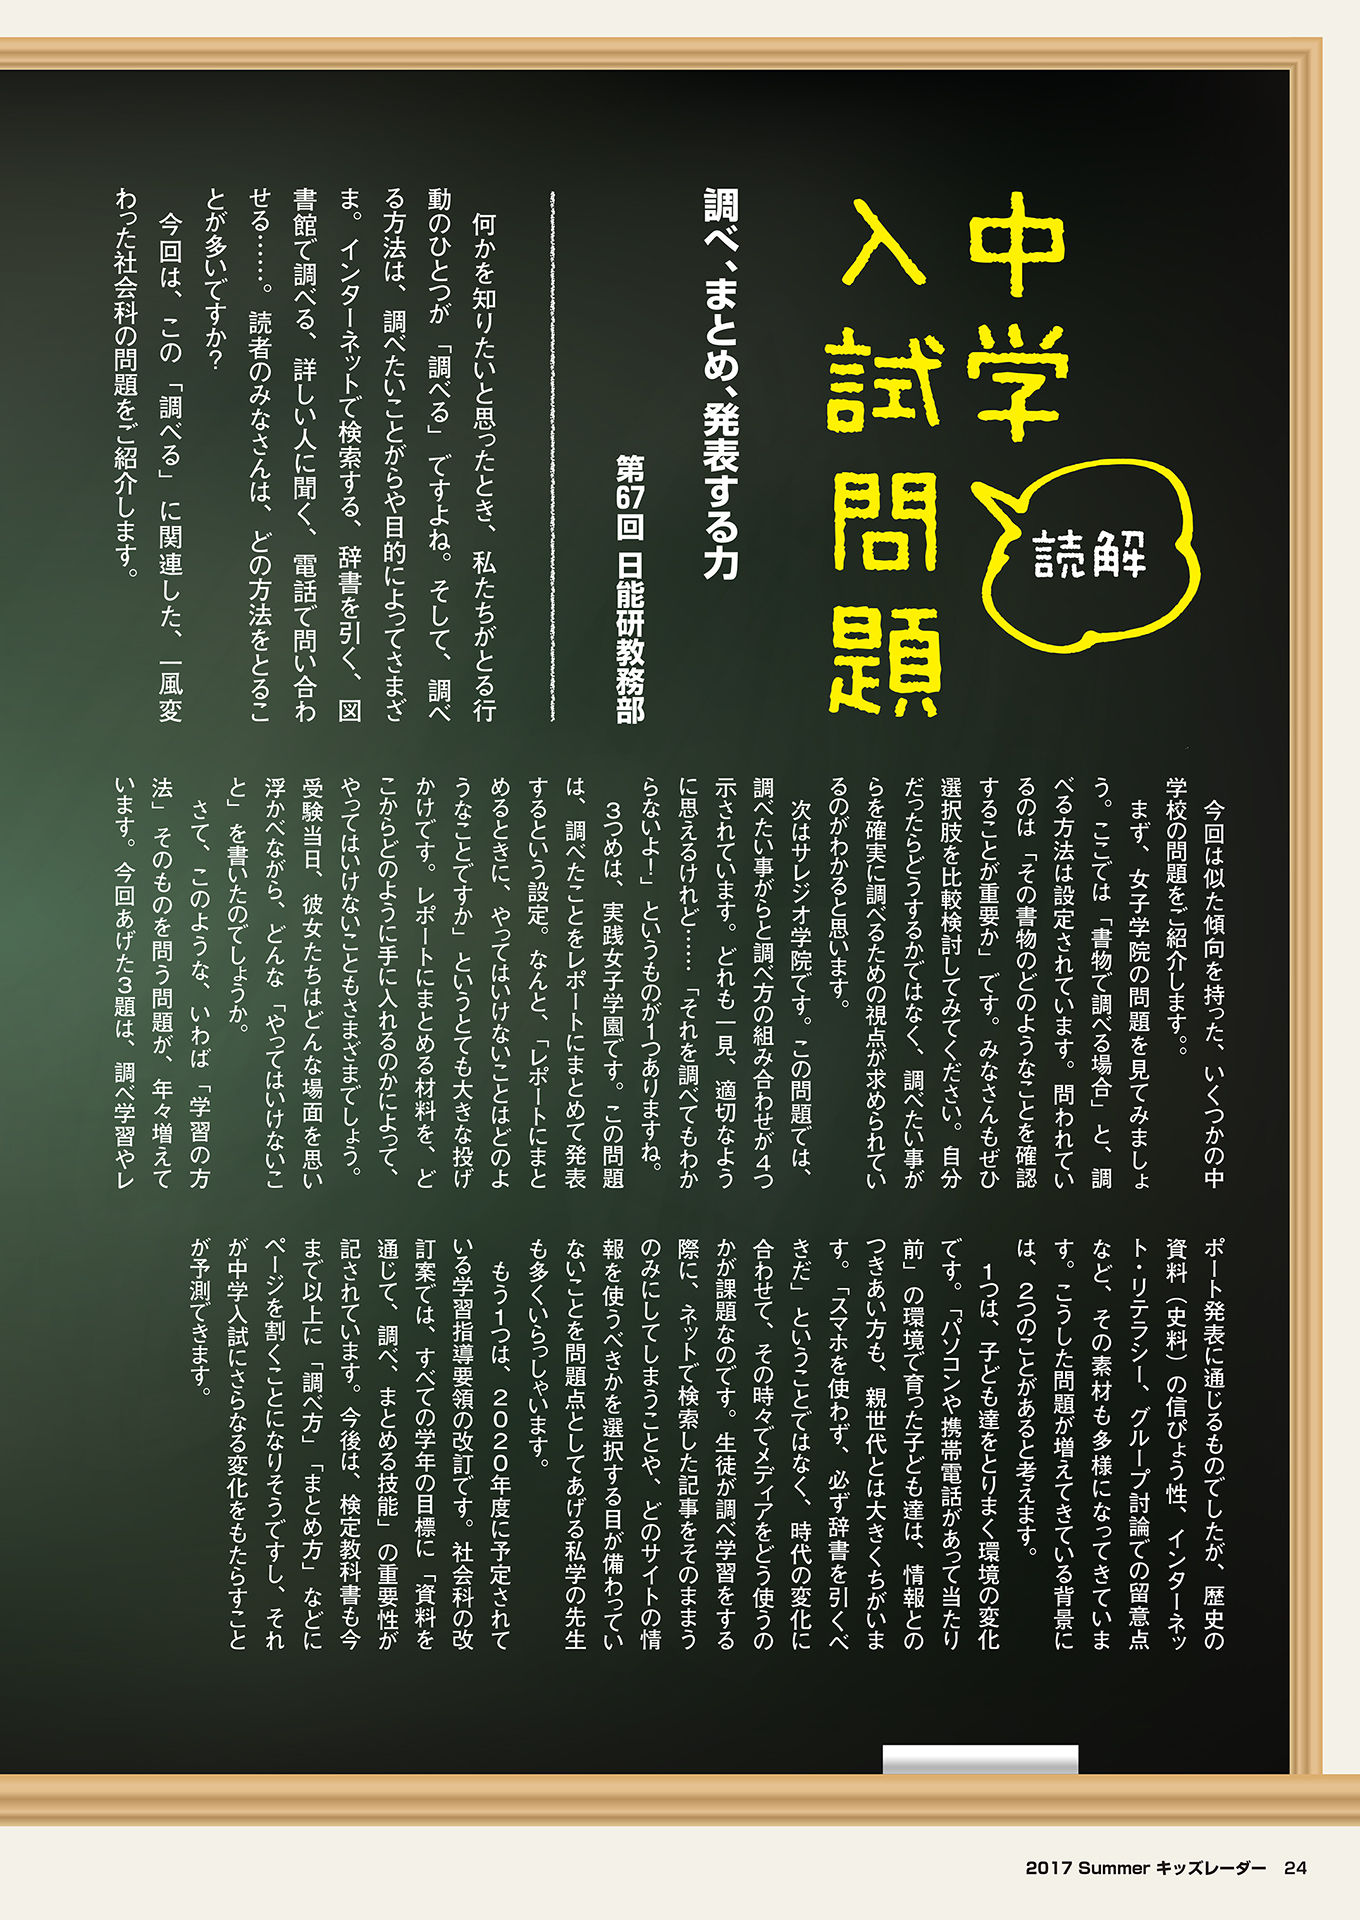 中学
入試問題
読解
調べ、まとめ、発表する力
第67回 日能研教務部
何かを知りたいと思ったとき、私たちがとる行
動のひとつが「調べる」ですよね。そして、調べ
る方法は、調べたいことがらや目的によってさまざ
ま。インターネットで検索する、辞書を引く、図
書館で調べる、詳しい人に聞く、電話で問い合わ
せる……。読者のみなさんは、どの方法をとるこ
とが多いですか?
今回は、この「調べる」に関連した、一風変
わった社会科の問題をご紹介します。
今回は似た傾向を持った、いくつかの中
学校の問題をご紹介します。。
まず、女子学院の問題を見てみましょ
う。ここでは「書物で調べる場合」と、調
べる方法は設定されています。問われてい
るのは「その書物のどのようなことを確認
することが重要か」です。みなさんもぜひ
選択肢を比較検討してみてください。自分
だったらどうするかではなく、調べたい事が
らを確実に調べるための視点が求められてい
るのがわかると思います。
次はサレジオ学院です。この問題では、
調べたい事がらと調べ方の組み合わせが4つ
示されています。どれも一見、適切なよう
に思えるけれど……「それを調べてもわか
らないよ!」というものが1つありますね。
3つめは、実践女子学園です。この問題
は、調べたことをレポートにまとめて発表
するという設定。なんと、「レポートにまと
めるときに、やってはいけないことはどのよ
うなことですか」というとても大きな投げ
かけです。レポートにまとめる材料を、ど
こからどのように手に入れるのかによって、
やってはいけないこともさまざまでしょう。
受験当日、彼女たちはどんな場面を思い
浮かべながら、どんな「やってはいけないこ
と」を書いたのでしょうか。
さて、このような、いわば「学習の方
法」そのものを問う問題が、年々増えて
います。今回あげた3題は、調べ学習やレ
ポート発表に通じるものでしたが、歴史の
資料(史料)の信ぴょう性、インターネッ
ト・リテラシー、グループ討論での留意点
など、その素材も多様になってきていま
す。こうした問題が増えてきている背景に
は、2つのことがあると考えます。
1つは、子ども達をとりまく環境の変化
です。「パソコンや携帯電話があって当たり
前」の環境で育った子ども達は、情報との
つきあい方も、親世代とは大きくちがいま
す。「スマホを使わず、必ず辞書を引くべ
きだ」ということではなく、時代の変化に
合わせて、その時々でメディアをどう使うの
かが課題なのです。生徒が調べ学習をする
際に、ネットで検索した記事をそのままう
のみにしてしまうことや、どのサイトの情
報を使うべきかを選択する目が備わってい
ないことを問題点としてあげる私学の先生
も多くいらっしゃいます。
もう1つは、2020年度に予定されて
いる学習指導要領の改訂です。社会科の改
訂案では、すべての学年の目標に「資料を
通じて、調べ、まとめる技能」の重要性が
記されています。今後は、検定教科書も今
まで以上に「調べ方」「まとめ方」などに
ページを割くことになりそうですし、それ
が中学入試にさらなる変化をもたらすこと
が予測できます。
2017 Summer キッズレーダー 24